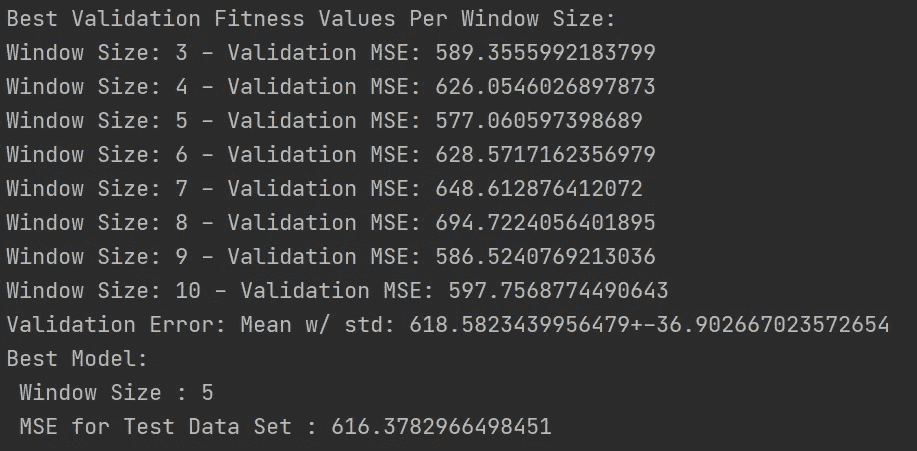 Best Validation Fitness Values Per Window Size:
Window Size: 3 – Validation MSE: 589.3555992183799
Window Size: 4 – Validation MSE: 626.0546026897873
Window Size: 5 – Validation MSE: 577.060597398689
Window Size: 6 – Validation MSE: 628.5717162356979
Window Size: 7 – Validation MSE: 648.612876412072
Window Size: 8 – Validation MSE: 694.7224056401895
Window Size: 9 – Validation MSE: 586.5240769213036
Window Size: 10 – Validation MSE: 597.7568774490643
Validation Error: Mean w/ std: 618.5823439956479+–36.902667023572654
Best Model:
Window Size : 5
MSE for Test Data Set : 616.3782966498451